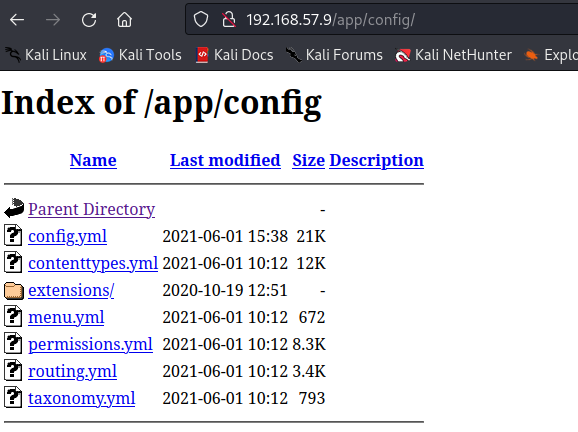 192.168.57.9/app/config/
Kali Linux Kali Tools Kali Docs Kali Forums Kali NetHunter Explo
Index of /app/config
Name Last modified Size Description
Parent Directory -
config.yml 2021-06-01 15:38 21K
contenttypes.yml 2021-06-01 10:12 12K
extensions/ 2020-10-19 12:51 -
menu.yml 2021-06-01 10:12 672
permissions.yml 2021-06-01 10:12 8.3K
routing.yml 2021-06-01 10:12 3.4K
taxonomy.yml 2021-06-01 10:12 793